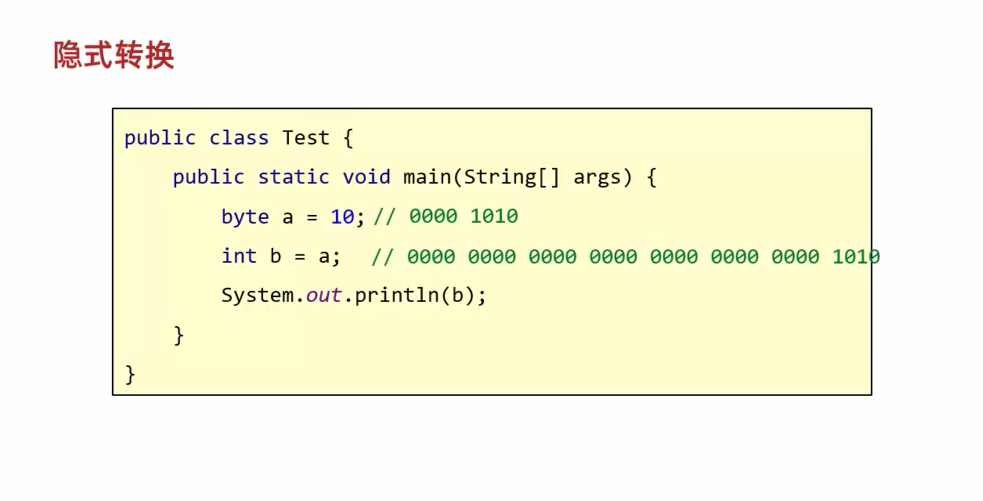 隐式转换
public class Test {
public static void main(String[] args) {
byte a = 10; // 0000 1010
int b = a; // 0000 0000 0000 0000 0000 0000 0000 1010
System.out.println(b);
}
}